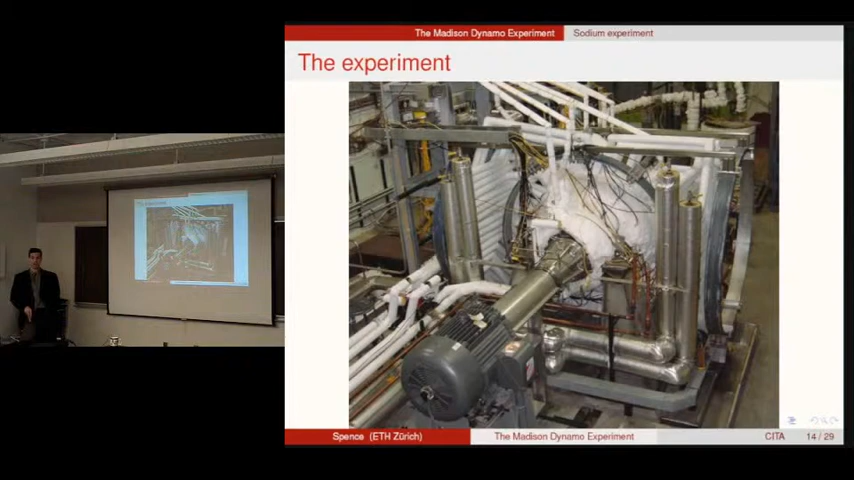 The Madison Dynamo Experiment Sodium experiment
The experiment
Spence (ETH Zürich) The Madison Dynamo Experiment CITA 14 / 29